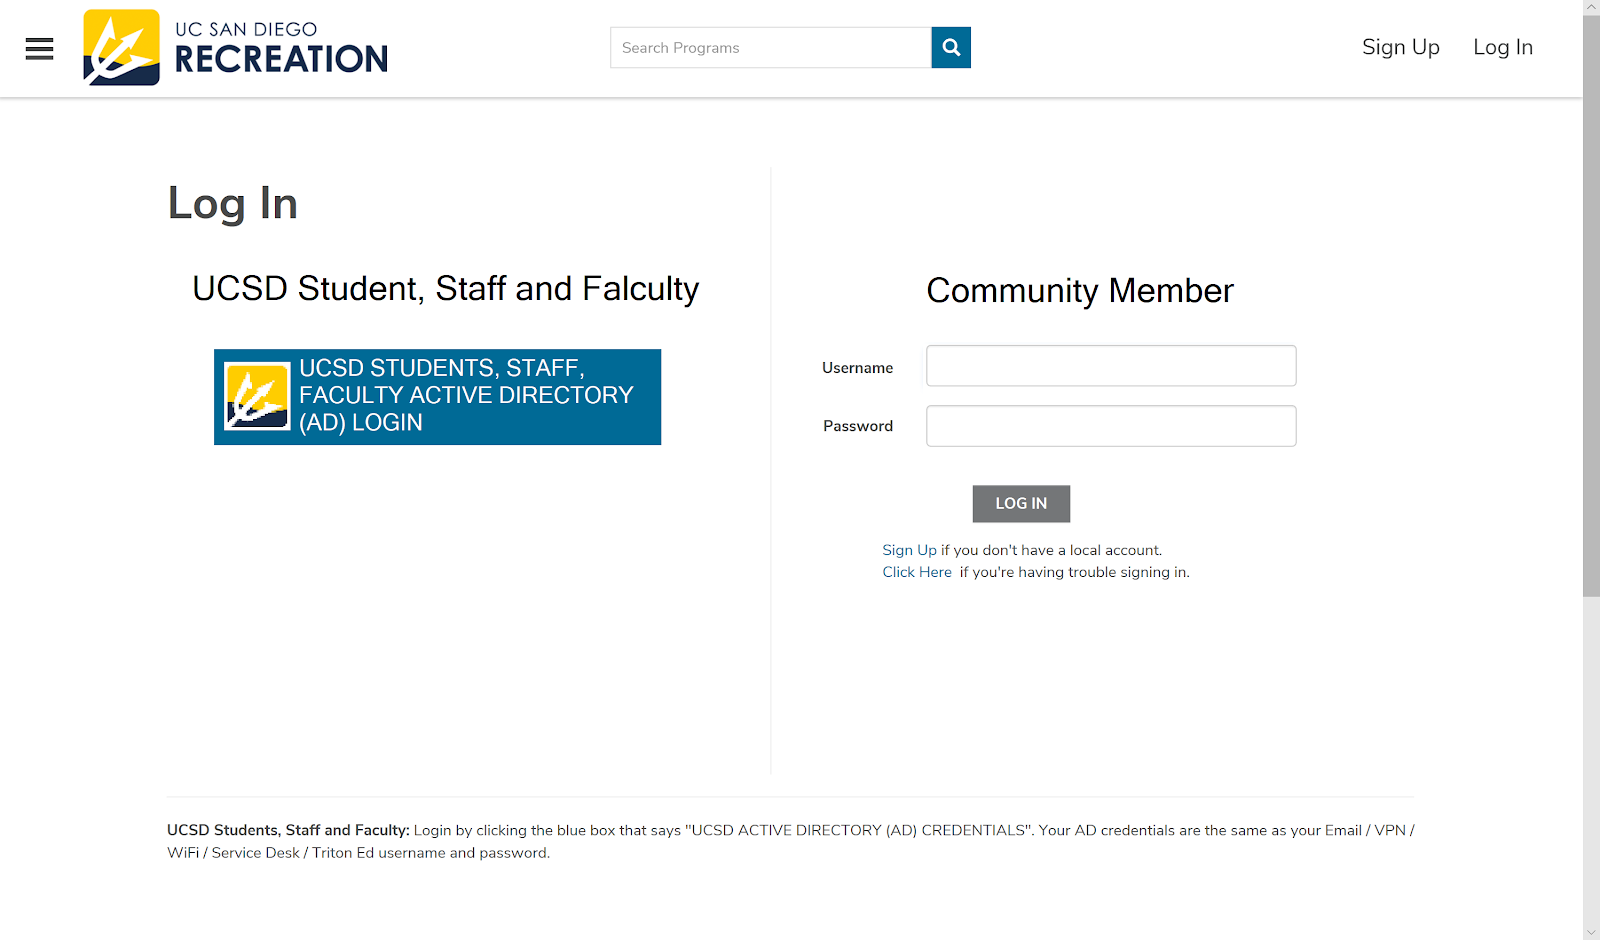 UC SAN DIEGO
RECREATION
Search Programs
Sign Up
Log In
Log In
UCSD Student, Staff and Falculty
UCSD STUDENTS, STAFF,
FACULTY ACTIVE DIRECTORY
(AD) LOGIN
Community Member
Username
Password
LOG IN
Sign Up if you don't have a local account.
Click Here if you're having trouble signing in.
UCSD Students, Staff and Faculty: Login by clicking the blue box that says "UCSD ACTIVE DIRECTORY (AD) CREDENTIALS". Your AD credentials are the same as your Email / VPN /
WiFi / Service Desk / Triton Ed username and password.